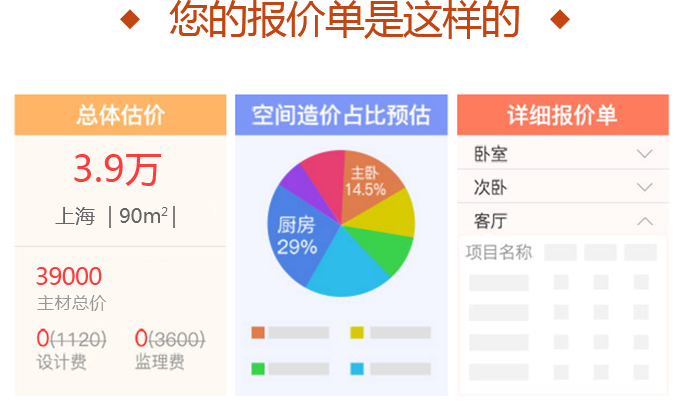 您的报价单是这样的
总体估价
3.9万
上海 | 90m² |
39000
主材总价
0(1120)
设计费
0(3600)
监理费
空间造价占比预估
主卧
14.5%
厨房
29%
详细报价单
卧室
次卧
客厅
项目名称